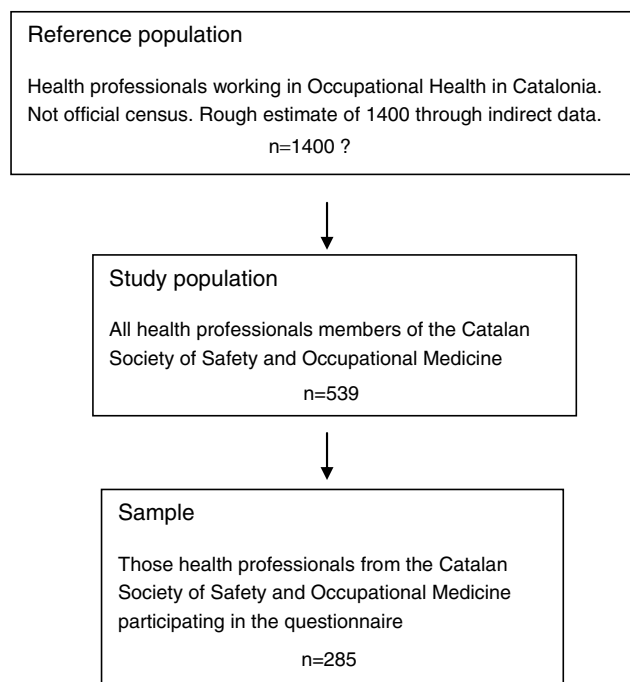 Reference population
Health professionals working in Occupational Health in Catalonia.
Not official census. Rough estimate of 1400 through indirect data.
n=1400 ?
Study population
All health professionals members of the Catalan
Society of Safety and Occupational Medicine
n=539
Sample
Those health professionals from the Catalan
Society of Safety and Occupational Medicine
participating in the questionnaire
n=285